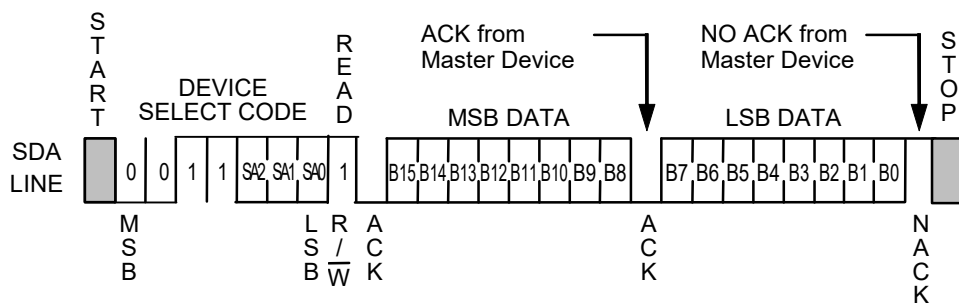 START
DEVICE
SELECT CODE
READ
ACK from
Master Device
NO ACK from
Master Device
STOP
MSB DATA
LSB DATA
SDA
LINE
0 0 1 1 SA2 SA1 SA0 1 B15 B14 B13 B12 B11 B10 B9 B8 B7 B6 B5 B4 B3 B2 B1 B0
MSB
LSB
R/W
ACK
ACK
NACK